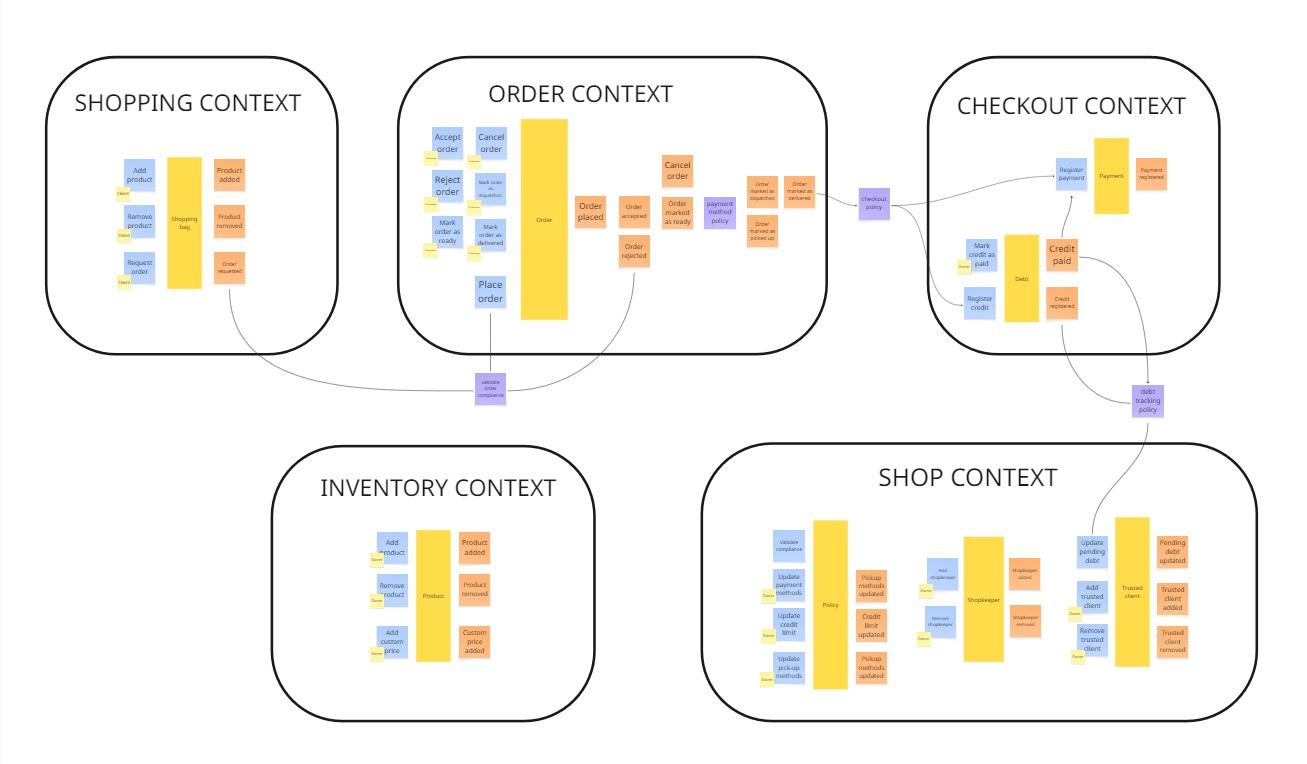 SHOPPING CONTEXT
Add
product
Client
Remove
product
Client
Request
order
Client
Shopping
bag
Product
added
Product
removed
Order
requested
ORDER CONTEXT
Accept
order
Cancel
order
Reject
order
Mark order
as
dispatched
Mark
order as
ready
Mark
order as
delivered
Place
order
Order
Order
placed
Order
accepted
Order
rejected
Cancel
order
Order
marked
as ready
payment
method
policy
Order
marked as
dispatched
Order
marked as
delivered
Order
marked as
picked up
checkout
policy
CHECKOUT CONTEXT
Register
payment
Payment
Payment
registered
Mark
credit as
paid
Owner
Register
credit
Debt
Credit
paid
Credit
registered
validate
order
compliance
debt
tracking
policy
INVENTORY CONTEXT
Add
product
Owner
Remove
product
Owner
Add
custom
price
Owner
Product
Product
added
Product
removed
Custom
price
added
SHOP CONTEXT
validate
compliance
Update
payment
methods
Owner
Update
credit
limit
Owner
Update
pick-up
methods
Owner
Policy
Pickup
methods
updated
Credit
limit
updated
Pickup
methods
updated
Add
shopkeeper
Owner
Remove
shopkeeper
Owner
Shopkeeper
Shopkeeper
added
Shopkeeper
removed
Update
pending
debt
Add
trusted
client
Owner
Remove
trusted
client
Owner
Trusted
client
Pending
debt
updated
Trusted
client
added
Trusted
client
removed